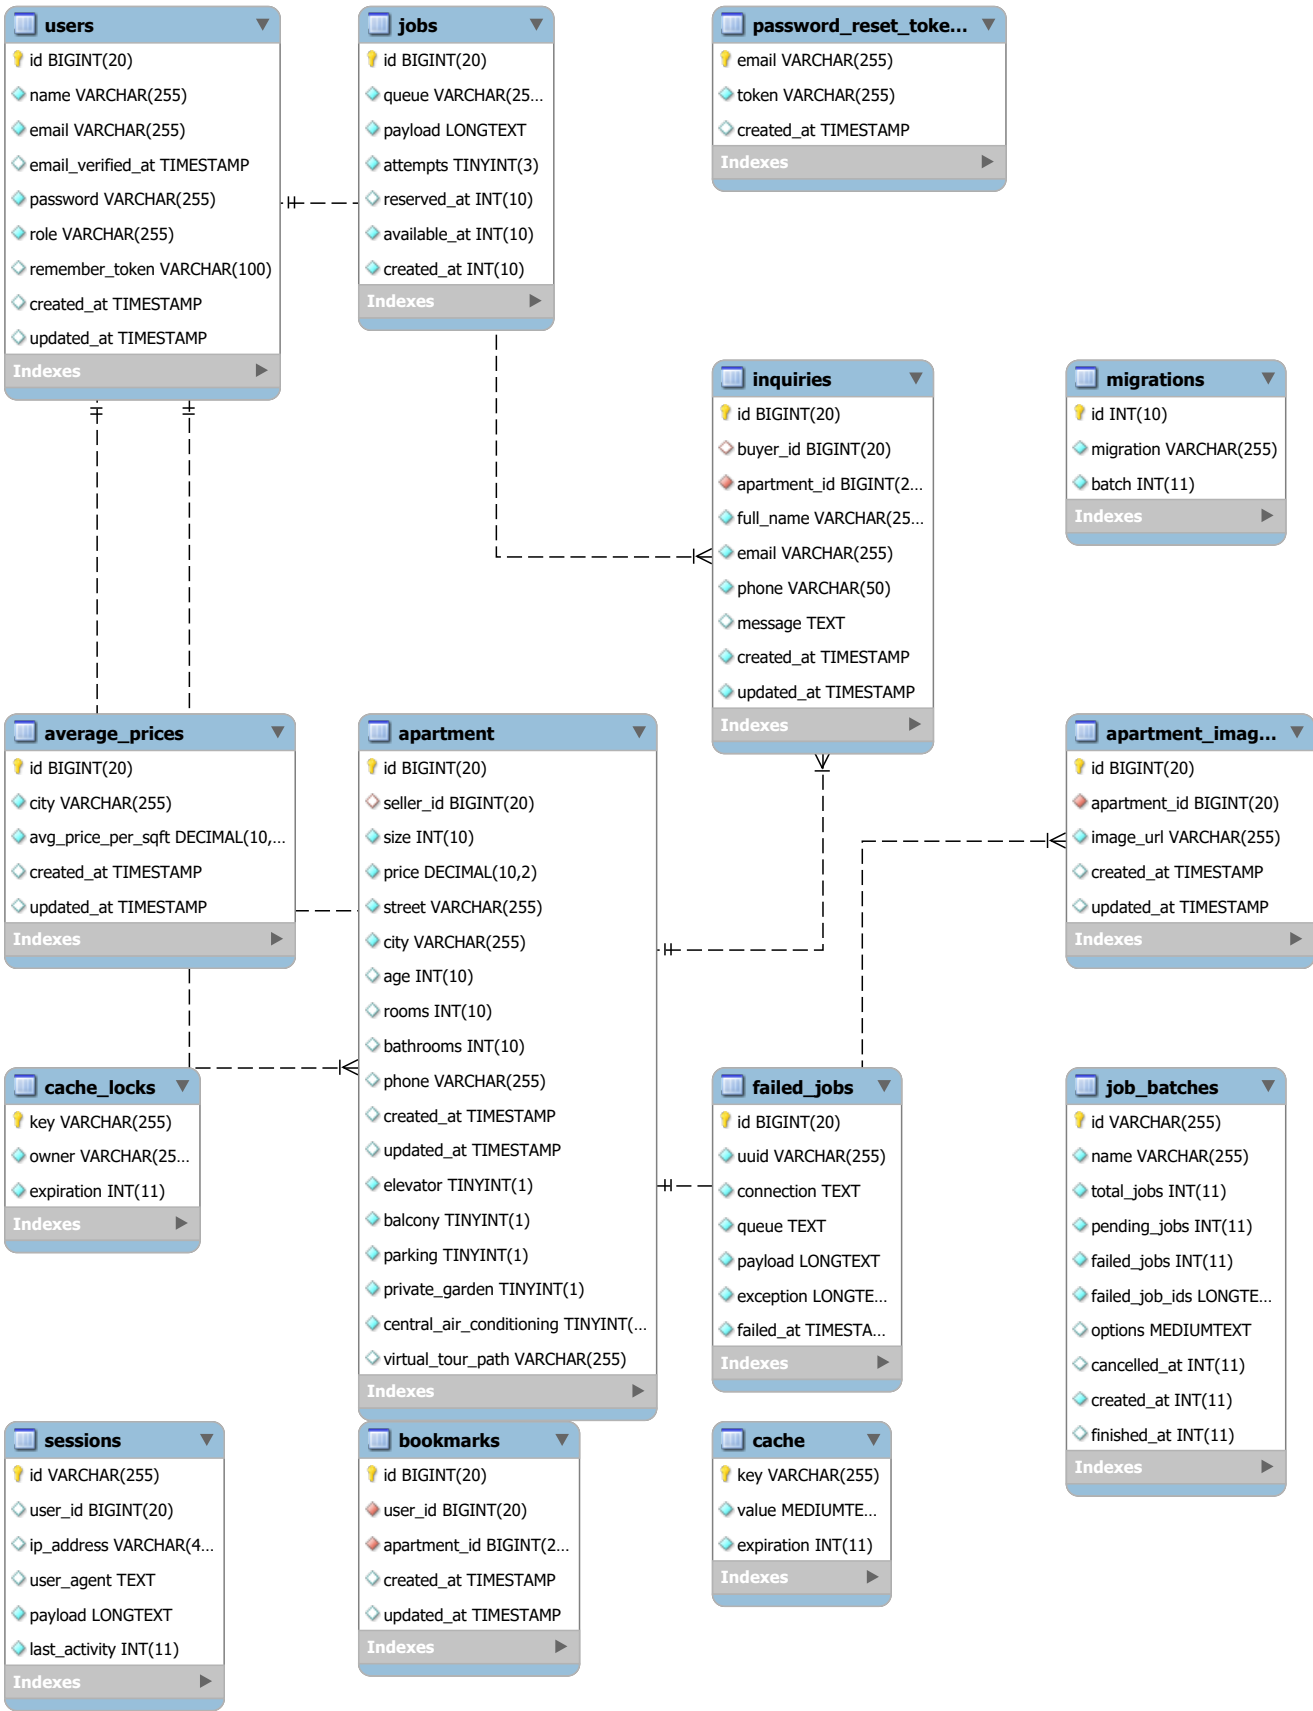 users
id BIGINT(20)
name VARCHAR(255)
email VARCHAR(255)
email_verified_at TIMESTAMP
password VARCHAR(255)
role VARCHAR(255)
remember_token VARCHAR(100)
created_at TIMESTAMP
updated_at TIMESTAMP
Indexes
jobs
id BIGINT(20)
queue VARCHAR(25...
payload LONGTEXT
attempts TINYINT(3)
reserved_at INT(10)
available_at INT(10)
created_at INT(10)
Indexes
password_reset_toke...
email VARCHAR(255)
token VARCHAR(255)
created_at TIMESTAMP
Indexes
inquiries
id BIGINT(20)
buyer_id BIGINT(20)
apartment_id BIGINT(2...
full_name VARCHAR(25...
email VARCHAR(255)
phone VARCHAR(50)
message TEXT
created_at TIMESTAMP
updated_at TIMESTAMP
Indexes
migrations
id INT(10)
migration VARCHAR(255)
batch INT(11)
Indexes
average_prices
id BIGINT(20)
city VARCHAR(255)
avg_price_per_sqft DECIMAL(10,...
created_at TIMESTAMP
updated_at TIMESTAMP
Indexes
apartment
id BIGINT(20)
seller_id BIGINT(20)
size INT(10)
price DECIMAL(10,2)
street VARCHAR(255)
city VARCHAR(255)
age INT(10)
rooms INT(10)
bathrooms INT(10)
phone VARCHAR(255)
created_at TIMESTAMP
updated_at TIMESTAMP
elevator TINYINT(1)
balcony TINYINT(1)
parking TINYINT(1)
private_garden TINYINT(1)
central_air_conditioning TINYINT(...
virtual_tour_path VARCHAR(255)
Indexes
apartment_imag...
id BIGINT(20)
apartment_id BIGINT(20)
image_url VARCHAR(255)
created_at TIMESTAMP
updated_at TIMESTAMP
Indexes
cache_locks
key VARCHAR(255)
owner VARCHAR(25...
expiration INT(11)
Indexes
failed_jobs
id BIGINT(20)
uuid VARCHAR(255)
connection TEXT
queue TEXT
payload LONGTEXT
exception LONGTE...
failed_at TIMESTA...
Indexes
job_batches
id VARCHAR(255)
name VARCHAR(255)
total_jobs INT(11)
pending_jobs INT(11)
failed_jobs INT(11)
failed_job_ids LONGTE...
options MEDIUMTEXT
cancelled_at INT(11)
created_at INT(11)
finished_at INT(11)
Indexes
sessions
id VARCHAR(255)
user_id BIGINT(20)
ip_address VARCHAR(4...
user_agent TEXT
payload LONGTEXT
last_activity INT(11)
Indexes
bookmarks
id BIGINT(20)
user_id BIGINT(20)
apartment_id BIGINT(2...
created_at TIMESTAMP
updated_at TIMESTAMP
Indexes
cache
key VARCHAR(255)
value MEDIUMTE...
expiration INT(11)
Indexes